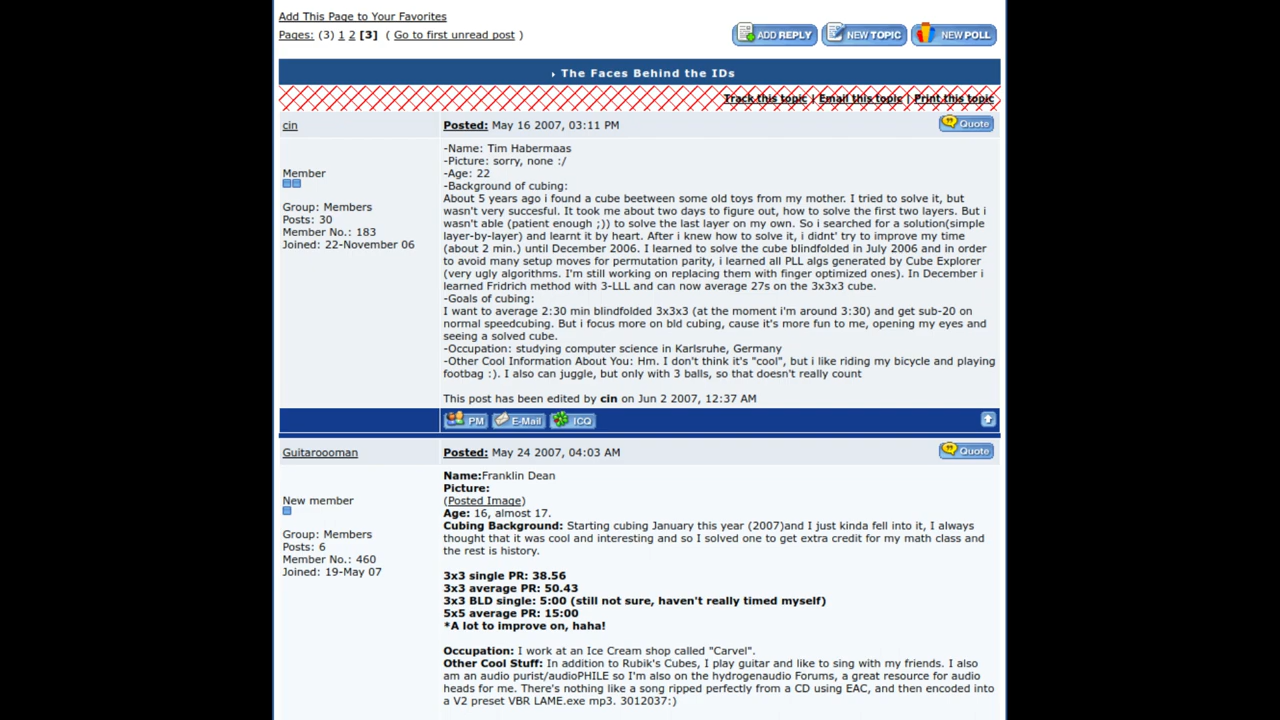 Add This Page to Your Favorites
Pages: (3) 1 2 [3] ( Go to first unread post )
ADD REPLY NEW TOPIC NEW POLL
The Faces Behind the IDs
Track this topic | Email this topic | Print this topic
cin
Posted: May 16 2007, 03:11 PM
Quote
Member
Group: Members
Posts: 30
Member No.: 183
Joined: 22-November 06
-Name: Tim Habermaas
-Picture: sorry, none :/
-Age: 22
-Background of cubing:
About 5 years ago i found a cube beetween some old toys from my mother. I tried to solve it, but
wasn't very succesful. It took me about two days to figure out, how to solve the first two layers. But i
wasn't able (patient enough ;)) to solve the last layer on my own. So i searched for a solution(simple
layer-by-layer) and learnt it by heart. After i knew how to solve it, i didnt' try to improve my time
(about 2 min.) until December 2006. I learned to solve the cube blindfolded in July 2006 and in order
to avoid many setup moves for permutation parity, i learned all PLL algs generated by Cube Explorer
(very ugly algorithms. I'm still working on replacing them with finger optimized ones). In December i
learned Fridrich method with 3-LLL and can now average 27s on the 3x3x3 cube.
-Goals of cubing:
I want to average 2:30 min blindfolded 3x3x3 (at the moment i'm around 3:30) and get sub-20 on
normal speedcubing. But i focus more on bld cubing, cause it's more fun to me, opening my eyes and
seeing a solved cube.
-Occupation: studying computer science in Karlsruhe, Germany
-Other Cool Information About You: Hm. I don't think it's "cool", but i like riding my bicycle and playing
footbag :). I also can juggle, but only with 3 balls, so that doesn't really count
This post has been edited by cin on Jun 2 2007, 12:37 AM
PM E-Mail ICQ
Guitaroooman
Posted: May 24 2007, 04:03 AM
Quote
New member
Group: Members
Posts: 6
Member No.: 460
Joined: 19-May 07
Name:Franklin Dean
Picture:
(Posted Image)
Age: 16, almost 17.
Cubing Background: Starting cubing January this year (2007)and I just kinda fell into it, I always
thought that it was cool and interesting and so I solved one to get extra credit for my math class and
the rest is history.
3x3 single PR: 38.56
3x3 average PR: 50.43
3x3 BLD single: 5:00 (still not sure, haven't really timed myself)
5x5 average PR: 15:00
*A lot to improve on, haha!
Occupation: I work at an Ice Cream shop called "Carvel".
Other Cool Stuff: In addition to Rubik's Cubes, I play guitar and like to sing with my friends. I also
am an audio purist/audioPHILE so I'm also on the hydrogenaudio Forums, a great resource for audio
heads for me. There's nothing like a song ripped perfectly from a CD using EAC, and then encoded into
a V2 preset VBR LAME.exe mp3. 3012037:)